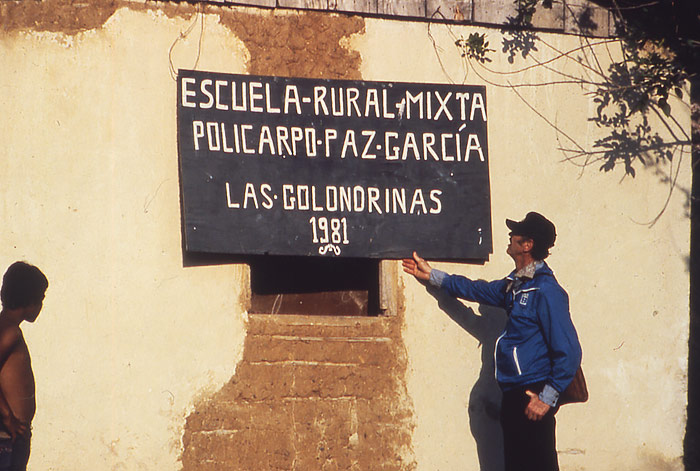 ESCUELA-RURAL-MIXTA
POLICARPO·PAZ·GARCÍA
LAS·GOLONDRINAS
1981